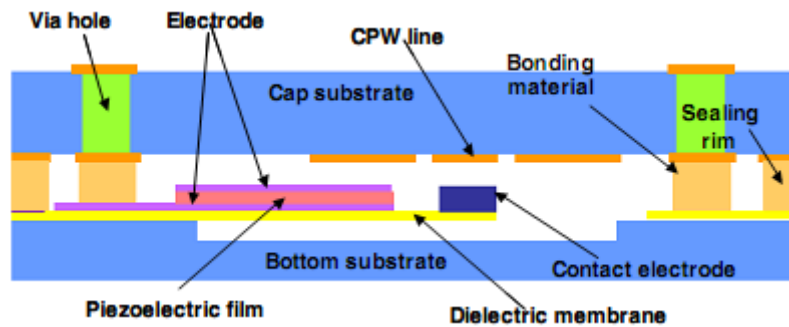 Via hole
Electrode
CPW line
Bonding
material
Cap substrate
Sealing
rim
Bottom substrate
Contact electrode
Piezoelectric film
Dielectric membrane